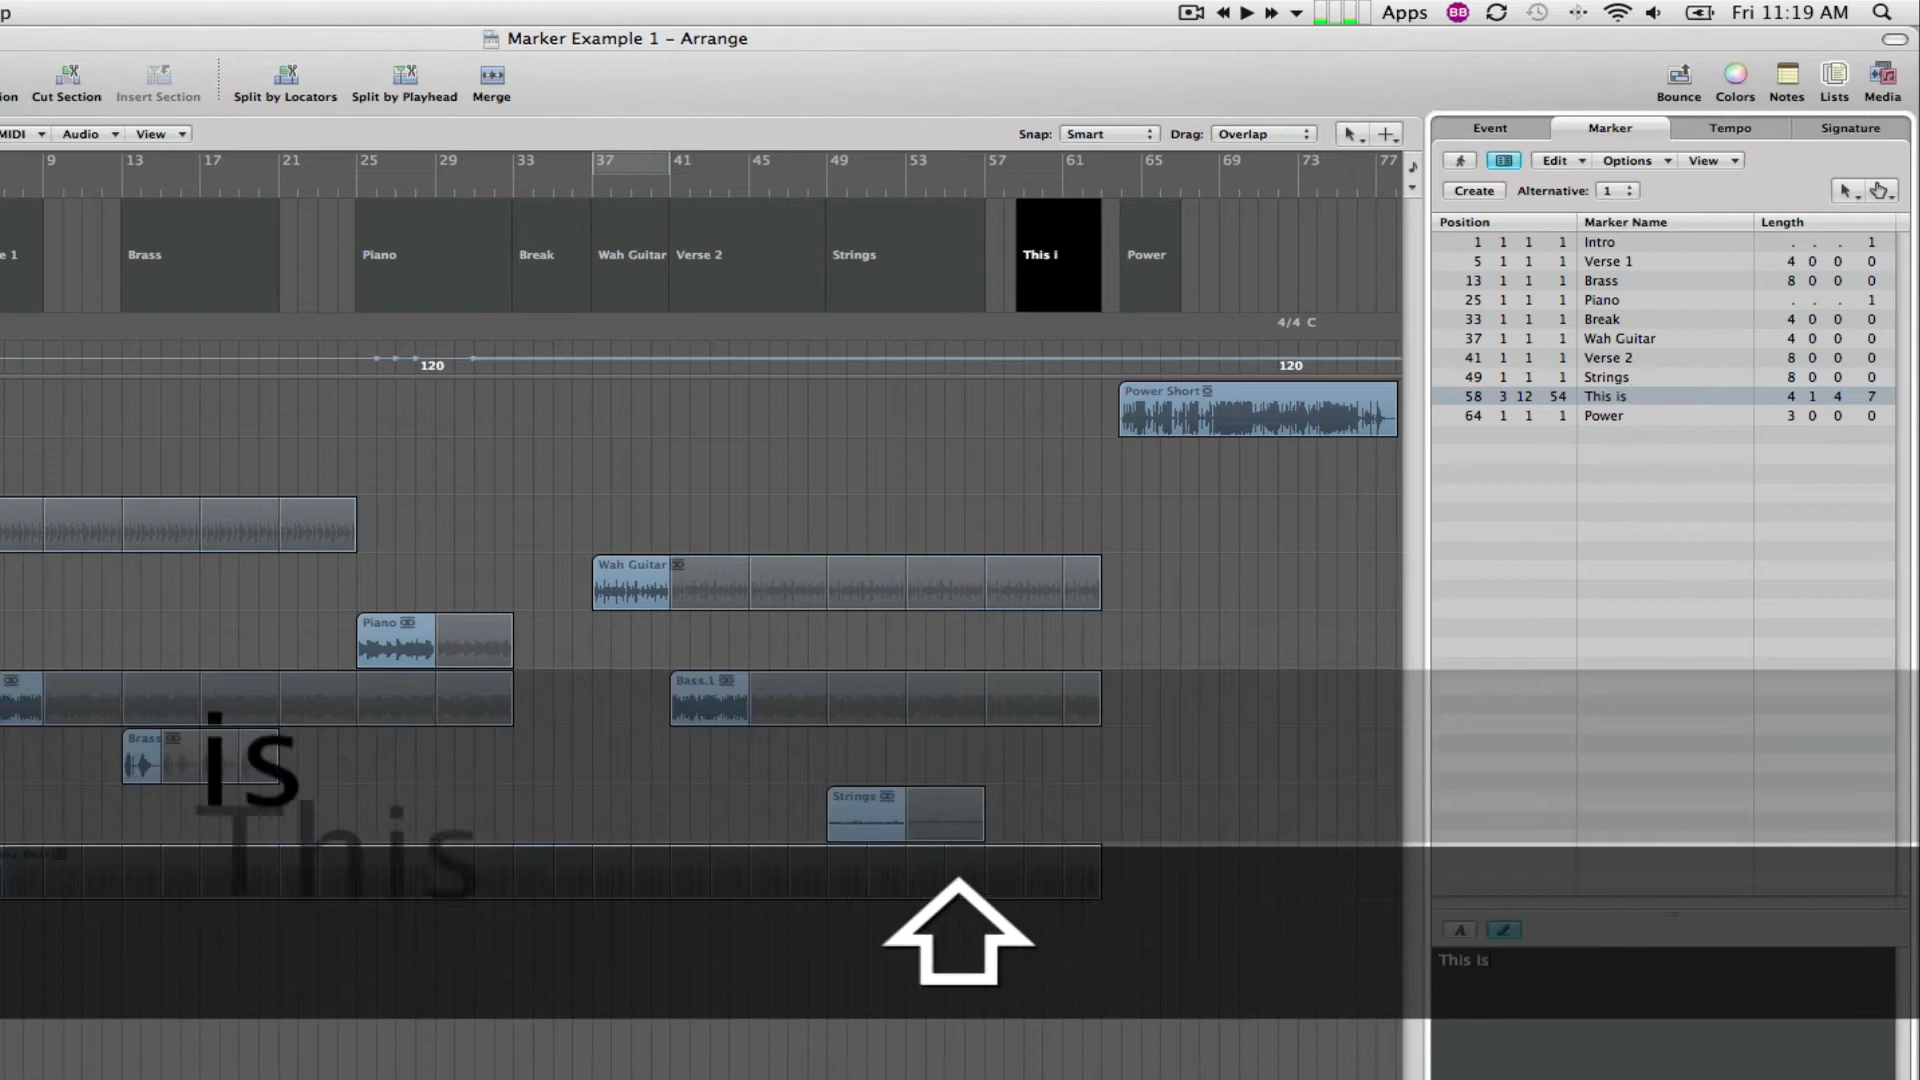 p
Apps
BB
Fri 11:19 AM
Marker Example 1 - Arrange
ion
Cut Section
Insert Section
Split by Locators
Split by Playhead
Merge
Bounce
Colors
Notes
Lists
Media
MIDI
Audio
View
Snap:
Smart
Drag:
Overlap
Event
Marker
Tempo
Signature
9 13 17 21 25 29 33 37 41 45 49 53 57 61 65 69 73 77
Edit
Options
View
Create
Alternative: 1
Position Marker Name Length
1 1 1 1 Intro . . . 1
5 1 1 1 Verse 1 4 0 0 0
13 1 1 1 Brass 8 0 0 0
25 1 1 1 Piano . . . 1
33 1 1 1 Break 4 0 0 0
37 1 1 1 Wah Guitar 4 0 0 0
41 1 1 1 Verse 2 8 0 0 0
49 1 1 1 Strings 8 0 0 0
58 3 12 54 This is 4 1 4 7
64 1 1 1 Power 3 0 0 0
e 1
Brass
Piano
Break
Wah Guitar
Verse 2
Strings
This i
Power
4/4 C
120
120
Power Short
Wah Guitar
Piano
Bass.1
Brass
Strings
is
This
A
This is